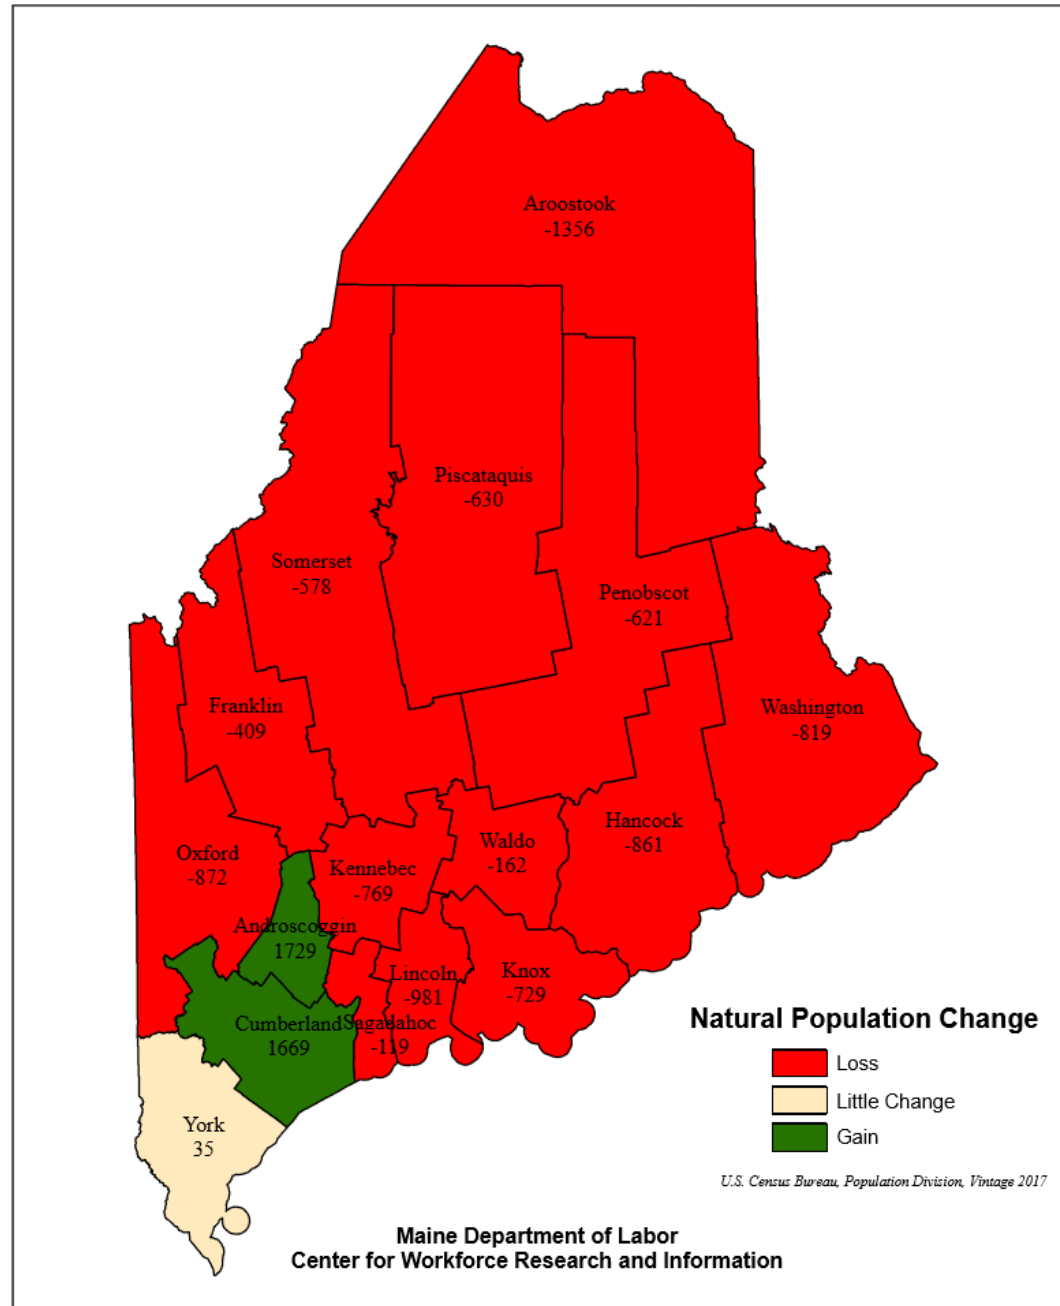 Aroostook
-1356
Piscataquis
-630
Somerset
-578
Penobscot
-621
Franklin
-409
Washington
-819
Hancock
-861
Waldo
-162
Oxford
-872
Kennebec
-769
Androscoggin
1729
Lincoln
-981
Knox
-729
Cumberland
1669
Sagadahoc
-119
York
35
Natural Population Change
Loss
Little Change
Gain
U.S. Census Bureau, Population Division, Vintage 2017
Maine Department of Labor
Center for Workforce Research and Information